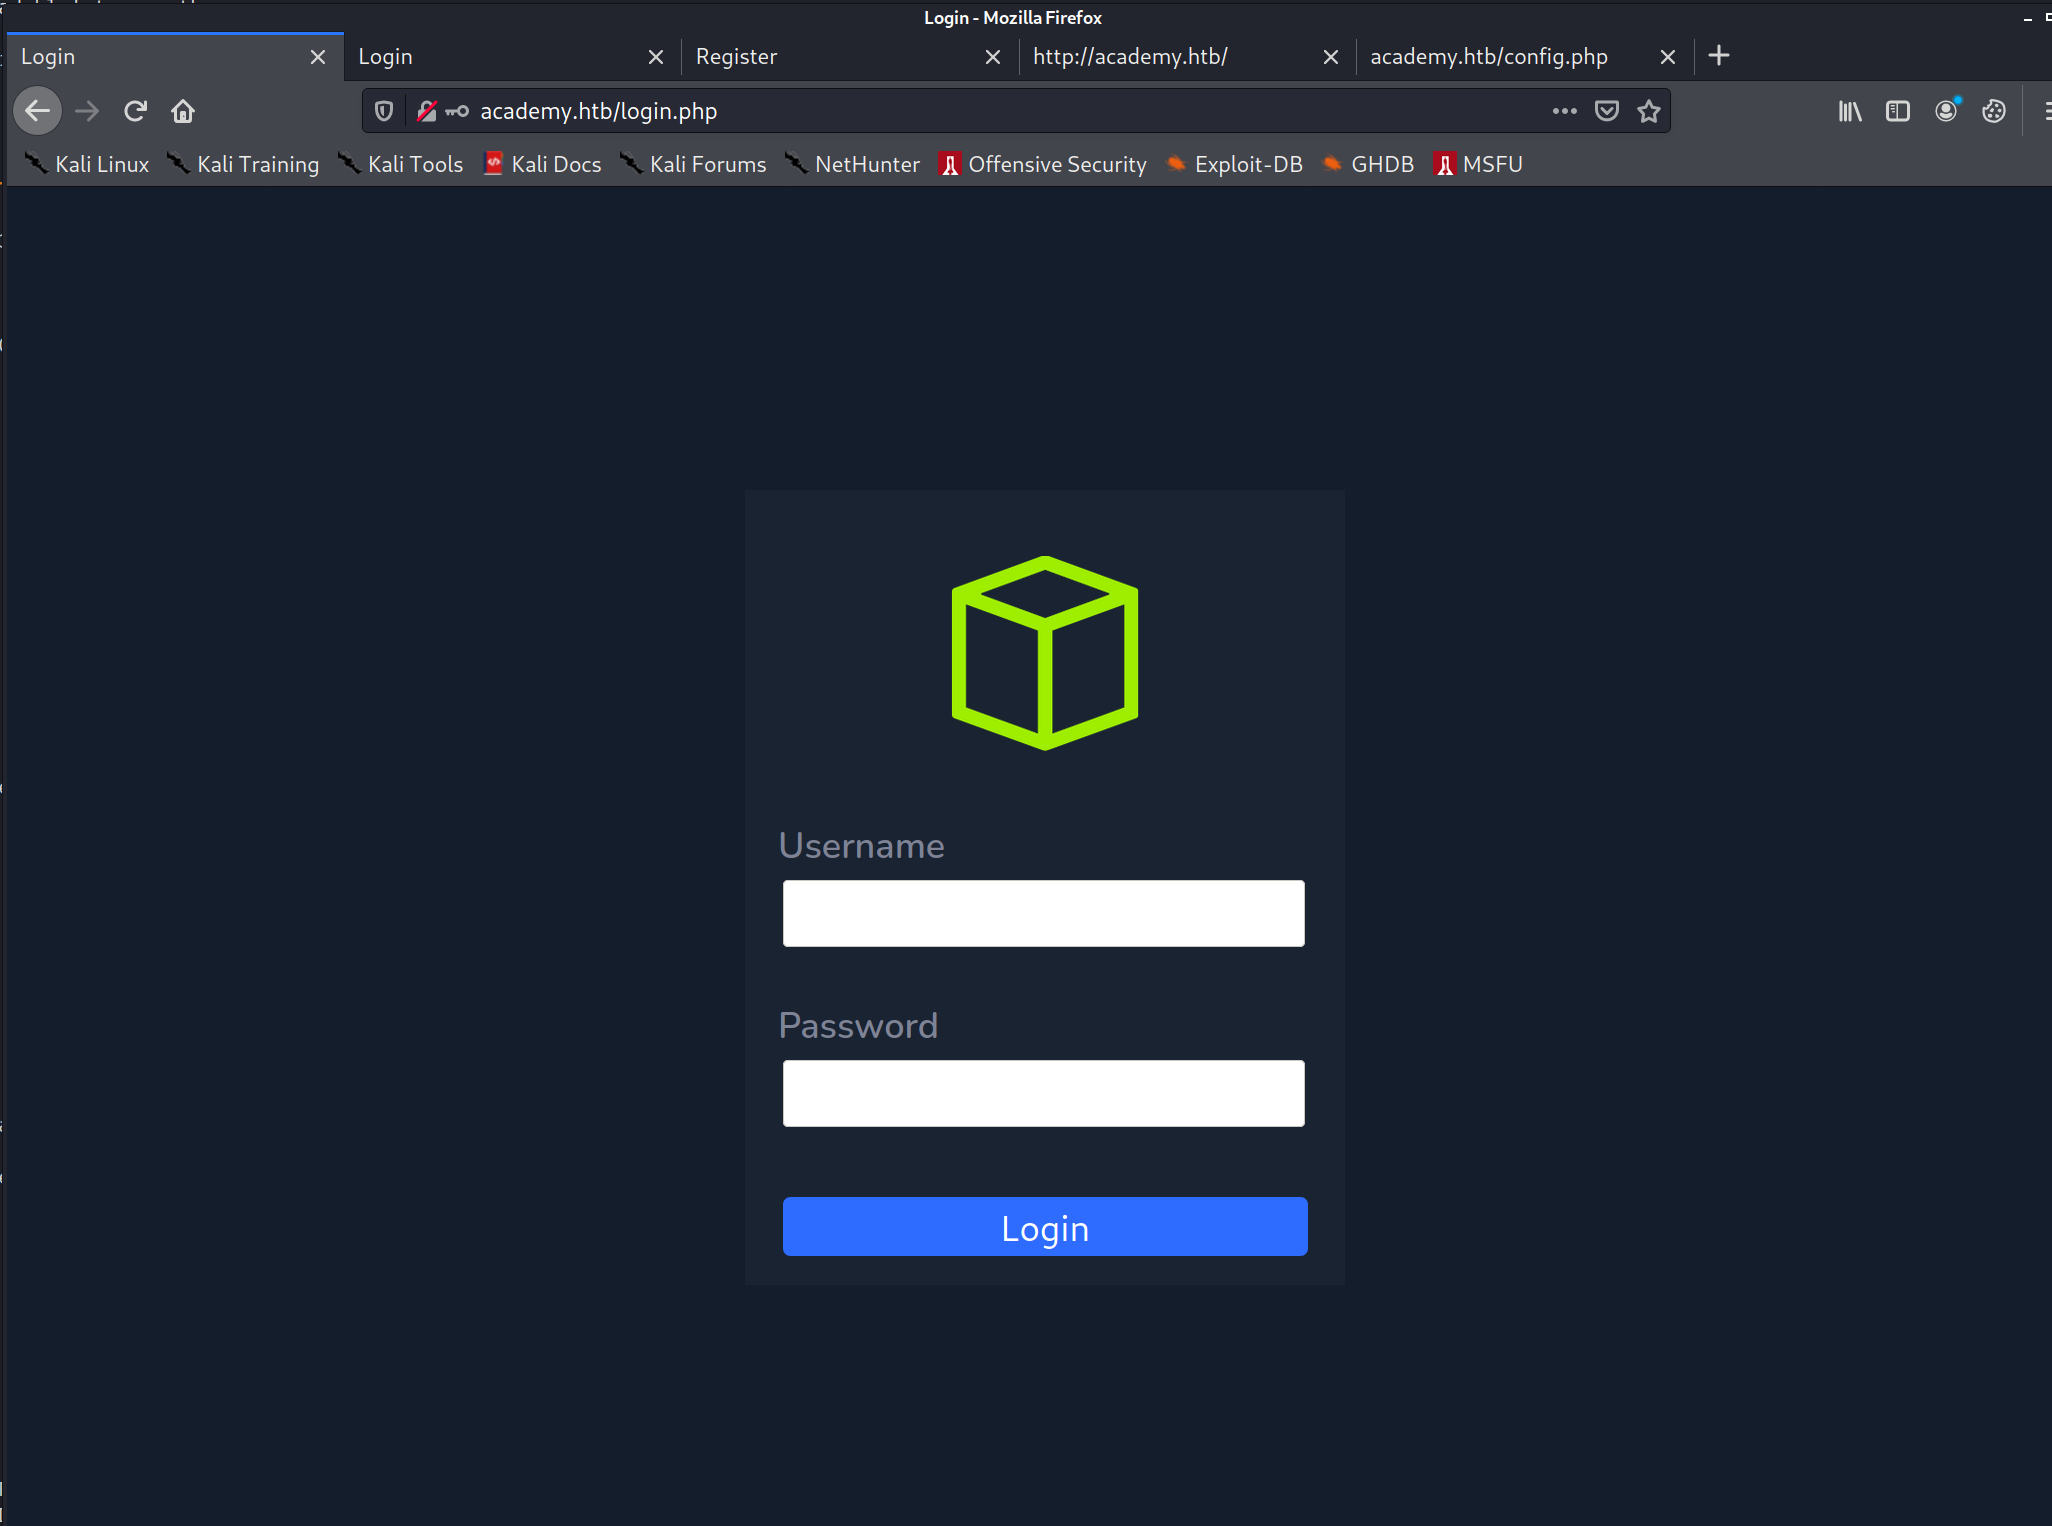 Login - Mozilla Firefox
Login Login Register http://academy.htb/ academy.htb/config.php
academy.htb/login.php
Kali Linux Kali Training Kali Tools Kali Docs Kali Forums NetHunter Offensive Security Exploit-DB GHDB MSFU
Username
Password
Login